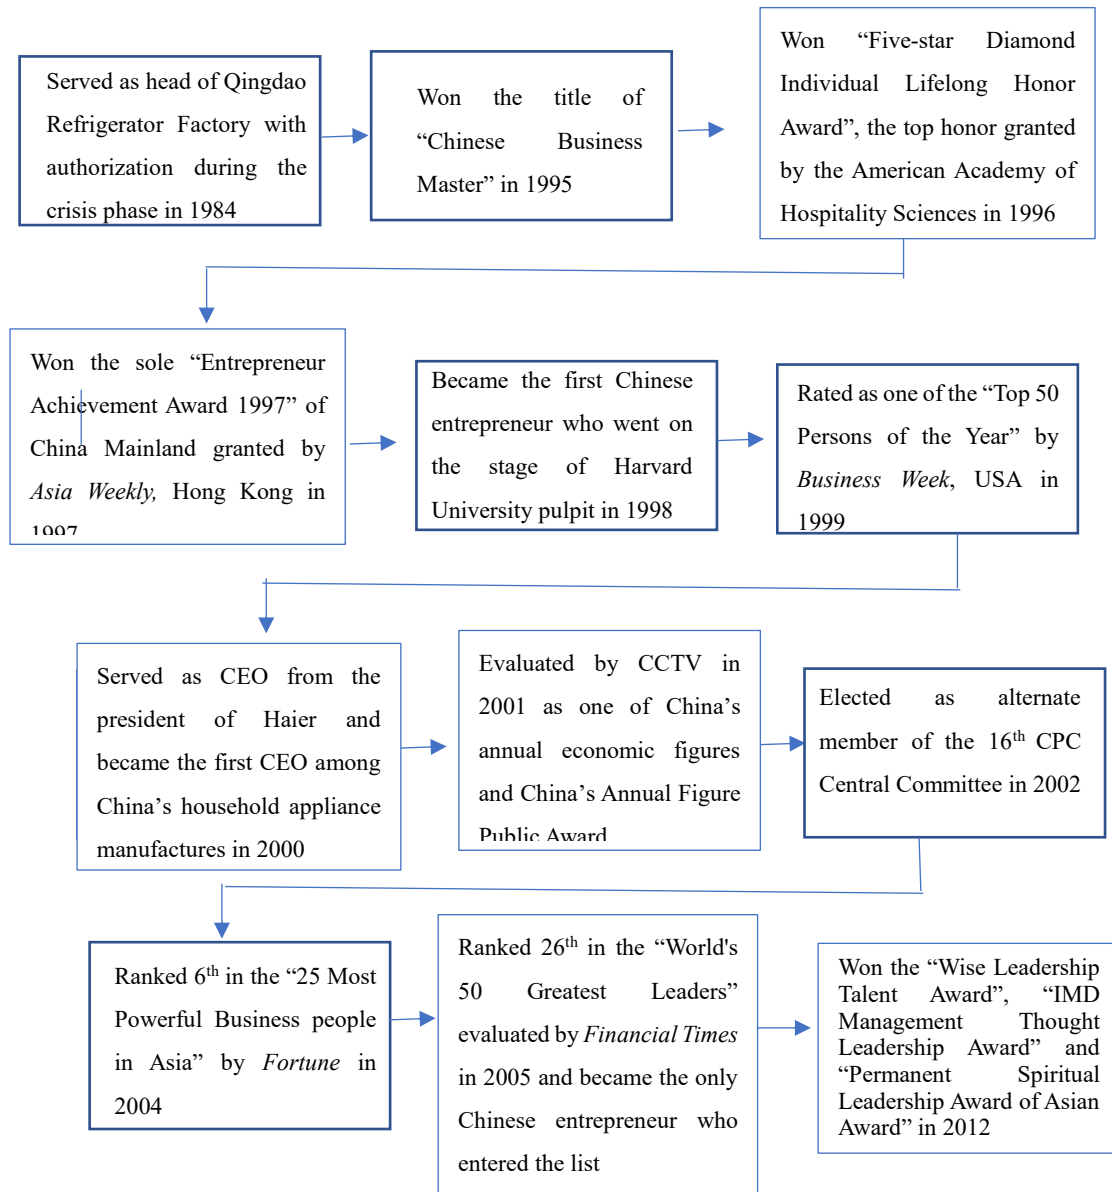 Served as head of Qingdao
Refrigerator Factory with
authorization during the
crisis phase in 1984
Won the title of
“Chinese Business
Master” in 1995
Won “Five-star Diamond
Individual Lifelong Honor
Award”, the top honor granted
by the American Academy of
Hospitality Sciences in 1996
Won the sole “Entrepreneur
Achievement Award 1997” of
China Mainland granted by
Asia Weekly, Hong Kong in
1997
Became the first Chinese
entrepreneur who went on
the stage of Harvard
University pulpit in 1998
Rated as one of the “Top 50
Persons of the Year” by
Business Week, USA in
1999
Served as CEO from the
president of Haier and
became the first CEO among
China’s household appliance
manufactures in 2000
Evaluated by CCTV in
2001 as one of China’s
annual economic figures
and China’s Annual Figure
Public Award
Elected as alternate
member of the 16th CPC
Central Committee in 2002
Ranked 6th in the “25 Most
Powerful Business people
in Asia” by Fortune in
2004
Ranked 26th in the “World's
50 Greatest Leaders”
evaluated by Financial Times
in 2005 and became the only
Chinese entrepreneur who
entered the list
Won the “Wise Leadership
Talent Award”, “IMD
Management Thought
Leadership Award” and
“Permanent Spiritual
Leadership Award of Asian
Award” in 2012